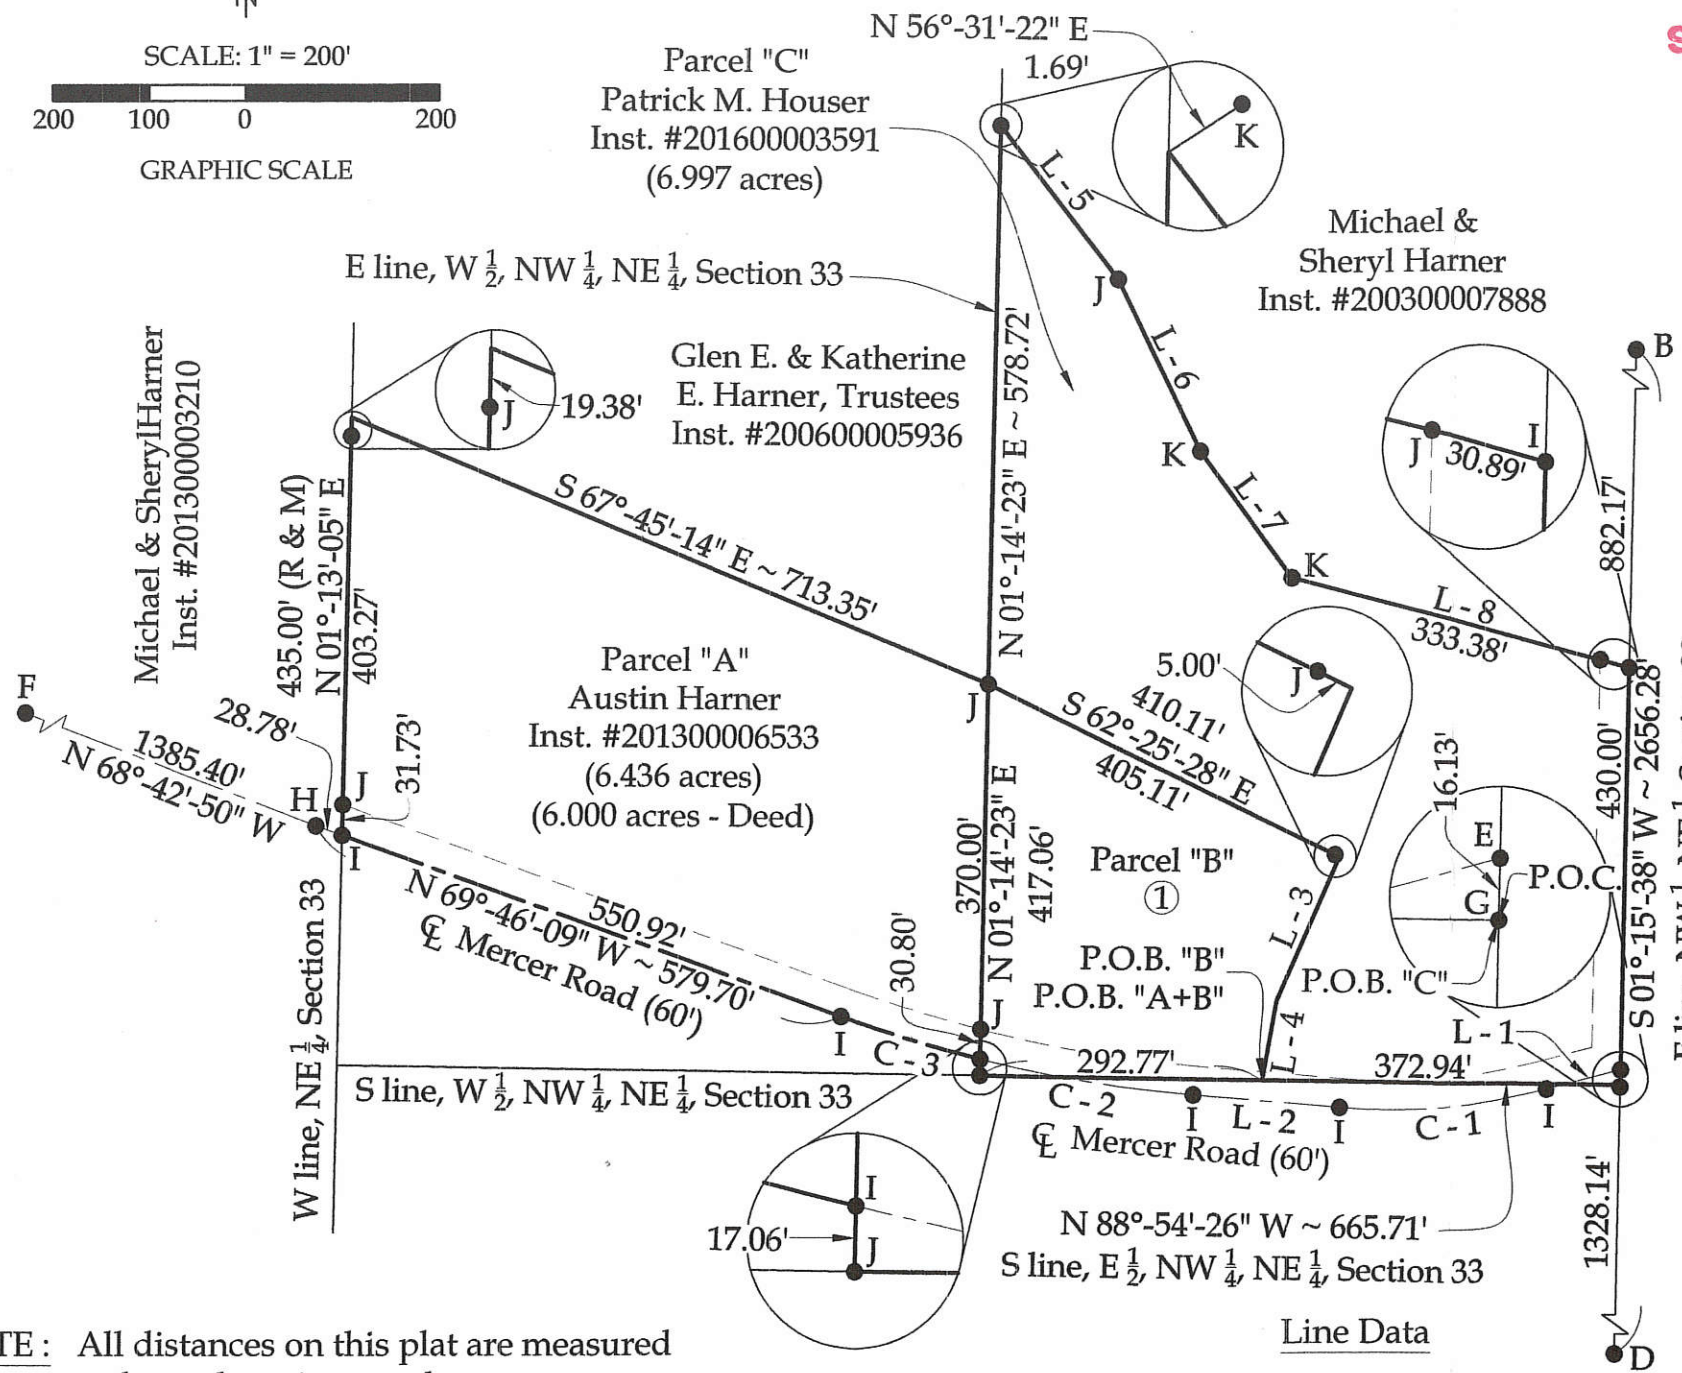 N
SCALE: 1" = 200'
200 100 0 200
GRAPHIC SCALE
Parcel "C"
Patrick M. Houser
Inst. #201600003591
(6.997 acres)
N 56°-31'-22" E
1.69'
K
L - 5
J
L - 6
K
L - 7
K
L - 8
333.38'
Michael &
Sheryl Harner
Inst. #200300007888
B
J 30.89' I
882.17'
E line, W 1/2, NW 1/4, NE 1/4, Section 33
N 01°-14'-23" E ~ 578.72'
Glen E. & Katherine
E. Harner, Trustees
Inst. #200600005936
J 19.38'
Michael & SherylHarner
Inst. #201300003210
435.00' (R & M)
N 01°-13'-05" E
403.27'
S 67°-45'-14" E ~ 713.35'
Parcel "A"
Austin Harner
Inst. #201300006533
(6.436 acres)
(6.000 acres - Deed)
F
28.78'
1385.40'
N 68°-42'-50" W
H
J
31.73'
I
J
410.11'
S 62°-25'-28" E
405.11'
5.00'
J
370.00'
N 01°-14'-23" E
417.06'
Parcel "B"
1
L - 3
L - 4
P.O.B. "B"
P.O.B. "A+B"
16.13'
E
G
P.O.C.
P.O.B. "C"
L - 1
430.00'
S 01°-15'-38" W ~ 2656.28'
550.92'
N 69°-46'-09" W ~ 579.70'
℄ Mercer Road (60')
30.80'
J
I
C - 3
W line, NE 1/4, Section 33
S line, W 1/2, NW 1/4, NE 1/4, Section 33
292.77'
372.94'
C - 2
I
L - 2
I
C - 1
I
℄ Mercer Road (60')
17.06'
I
J
N 88°-54'-26" W ~ 665.71'
S line, E 1/2, NW 1/4, NE 1/4, Section 33
1328.14'
D
Line Data
TE : All distances on this plat are measured